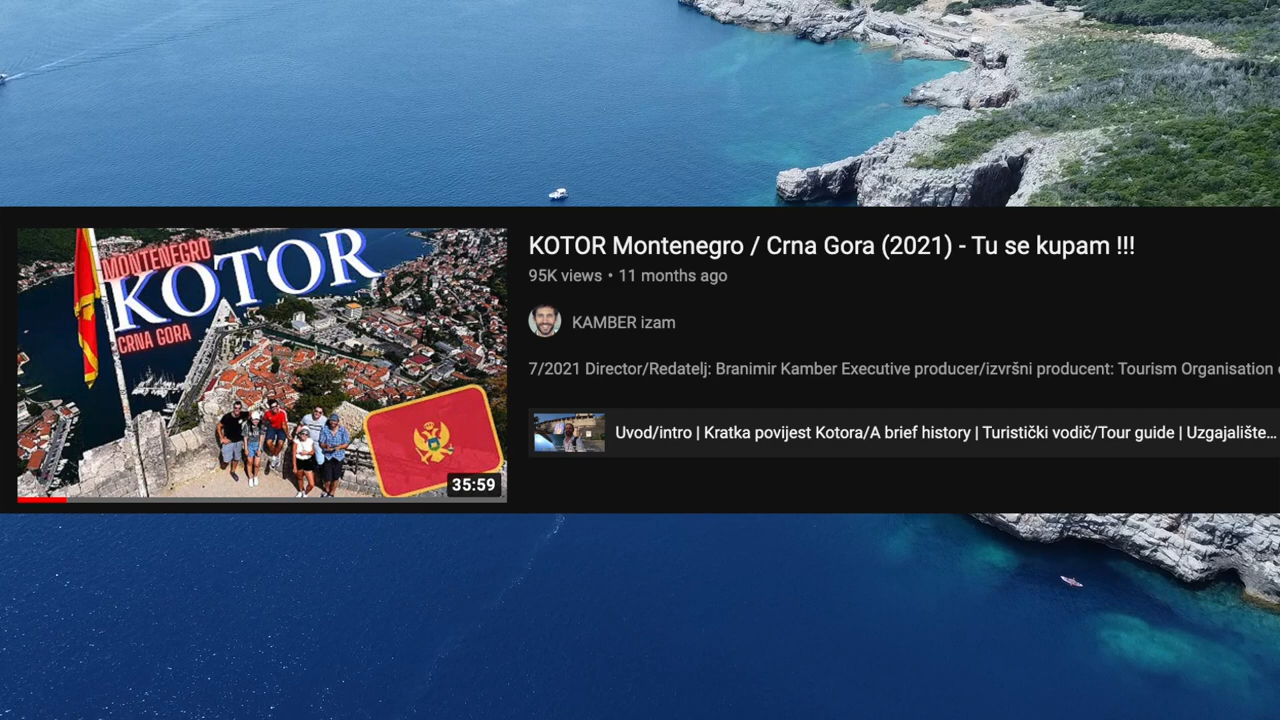 MONTENEGRO
KOTOR
CRNA GORA
35:59
KOTOR Montenegro / Crna Gora (2021) - Tu se kupam !!!
95K views • 11 months ago
KAMBER izam
7/2021 Director/Redatelj: Branimir Kamber Executive producer/izvršni producent: Tourism Organisation
Uvod/intro | Kratka povijest Kotora/A brief history | Turistički vodič/Tour guide | Uzgajalište...